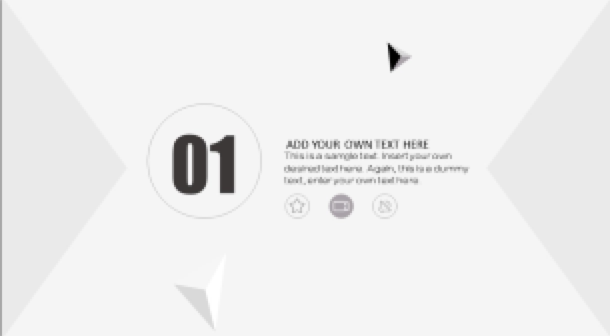 01
ADD YOUR OWN TEXT HERE
This is a sample text. Insert your own
desired text here. Again, this is a dummy
text, enter your own text here